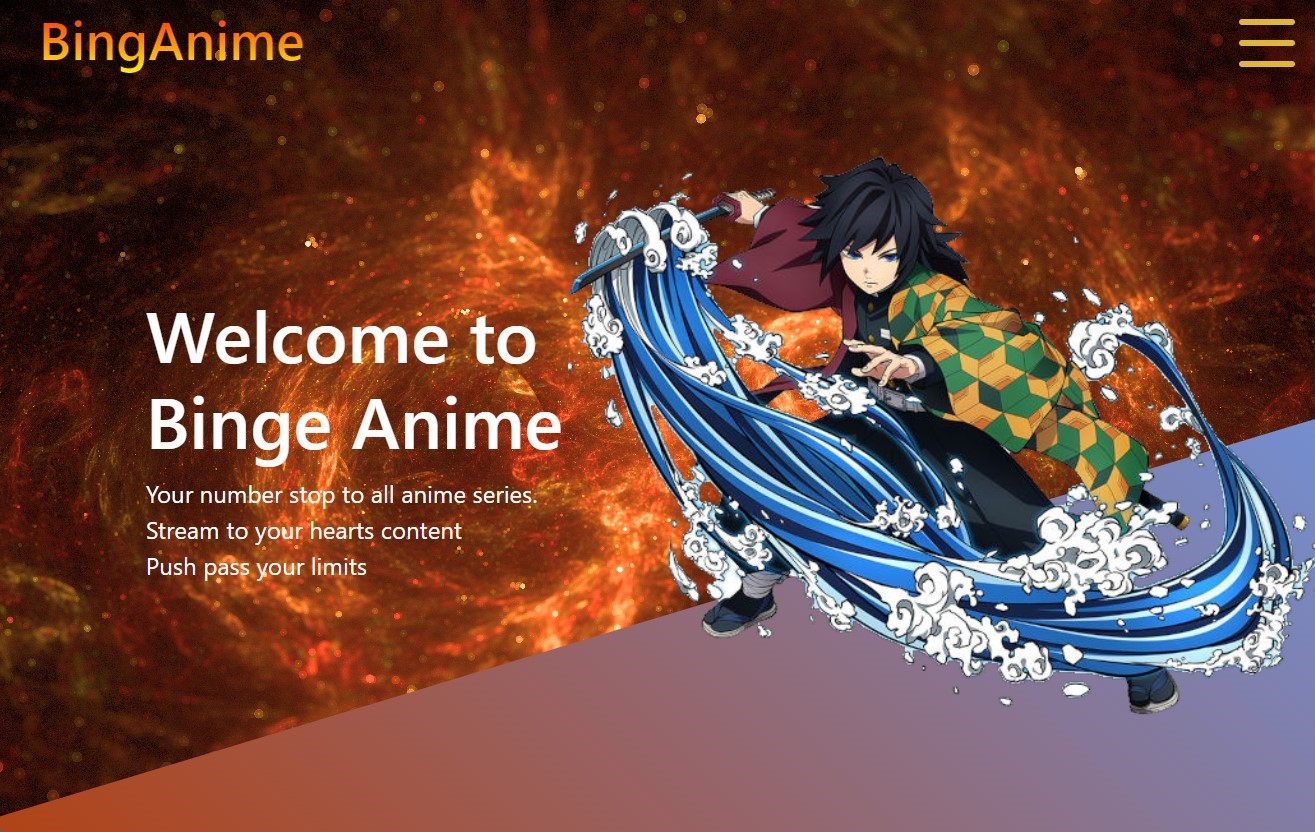 BingAnime
Welcome to
Binge Anime
Your number stop to all anime series.
Stream to your hearts content
Push pass your limits